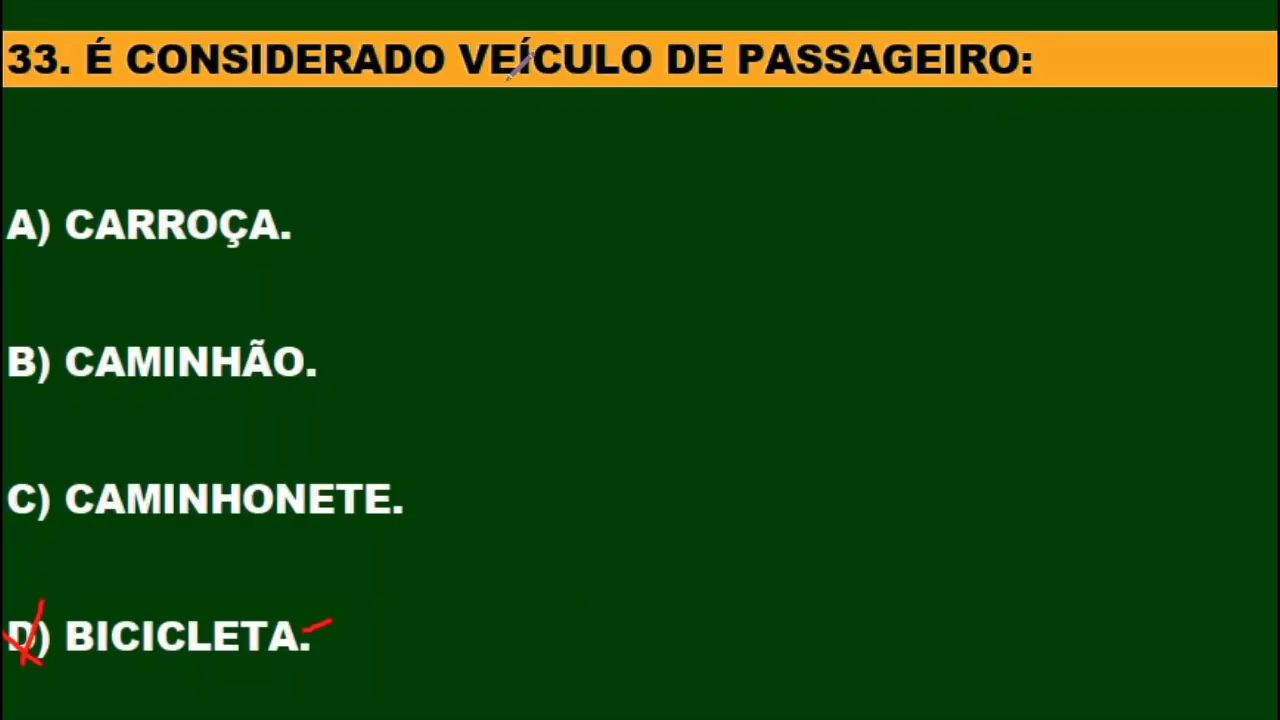 33. É CONSIDERADO VEÍCULO DE PASSAGEIRO:
A) CARROÇA.
B) CAMINHÃO.
C) CAMINHONETE.
D) BICICLETA.